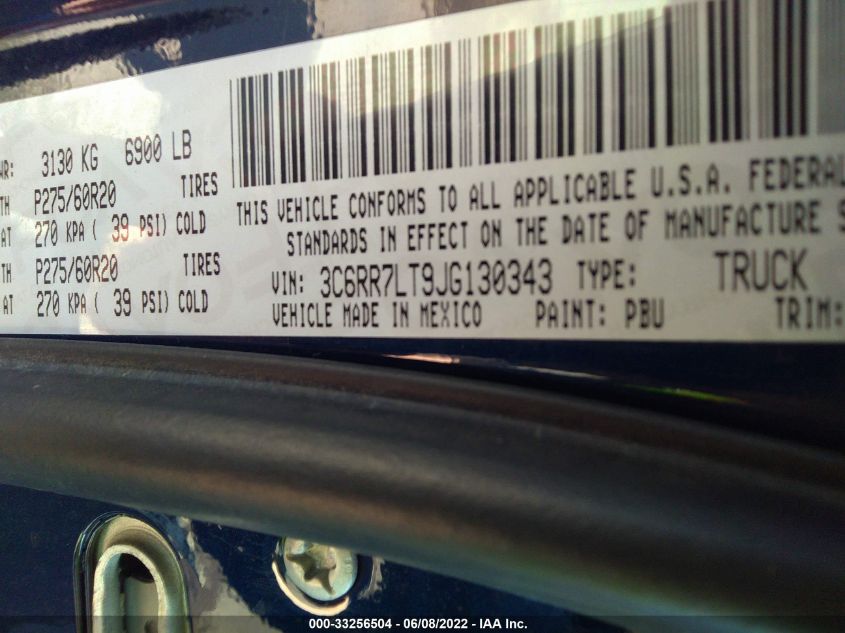 WR: 3130 KG 6900 LB
TH P275/60R20 TIRES
AT 270 KPA ( 39 PSI) COLD
TH P275/60R20 TIRES
AT 270 KPA ( 39 PSI) COLD
THIS VEHICLE CONFORMS TO ALL APPLICABLE U.S.A. FEDERAL
STANDARDS IN EFFECT ON THE DATE OF MANUFACTURE S
VIN: 3C6RR7LT9JG130343 TYPE: TRUCK
VEHICLE MADE IN MEXICO PAINT: PBU TRIM:
000-33256504 - 06/08/2022 - IAA Inc.